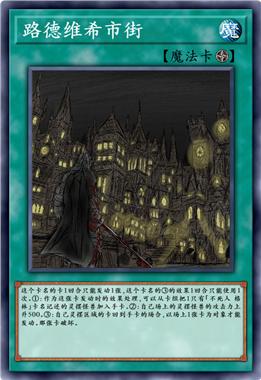 路德维希市街
魔
【魔法卡】
这个卡名的卡1回合只能发动1张,这个卡名的③的效果1回合只能使用1
次。①:作为这张卡发动时的效果处理,可以从卡组把1只有「不死人 格
林」卡名记述的灵摆怪兽加入手卡。②:自己场上的灵摆怪兽的攻击力上
升500。③:自己灵摆区域的卡回到手卡的场合,以场上1张卡为对象才能
发动。那张卡破坏。